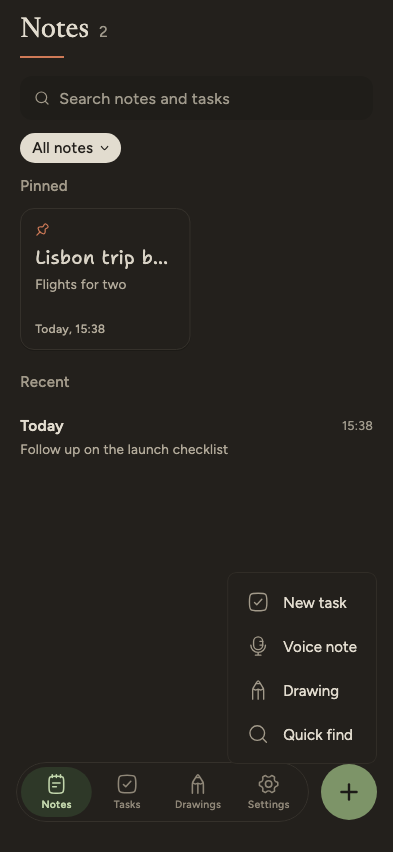 Notes 2
Search notes and tasks
All notes
Pinned
Lisbon trip b...
Flights for two
Today, 15:38
Recent
Today 15:38
Follow up on the launch checklist
New task
Voice note
Drawing
Quick find
Notes Tasks Drawings Settings